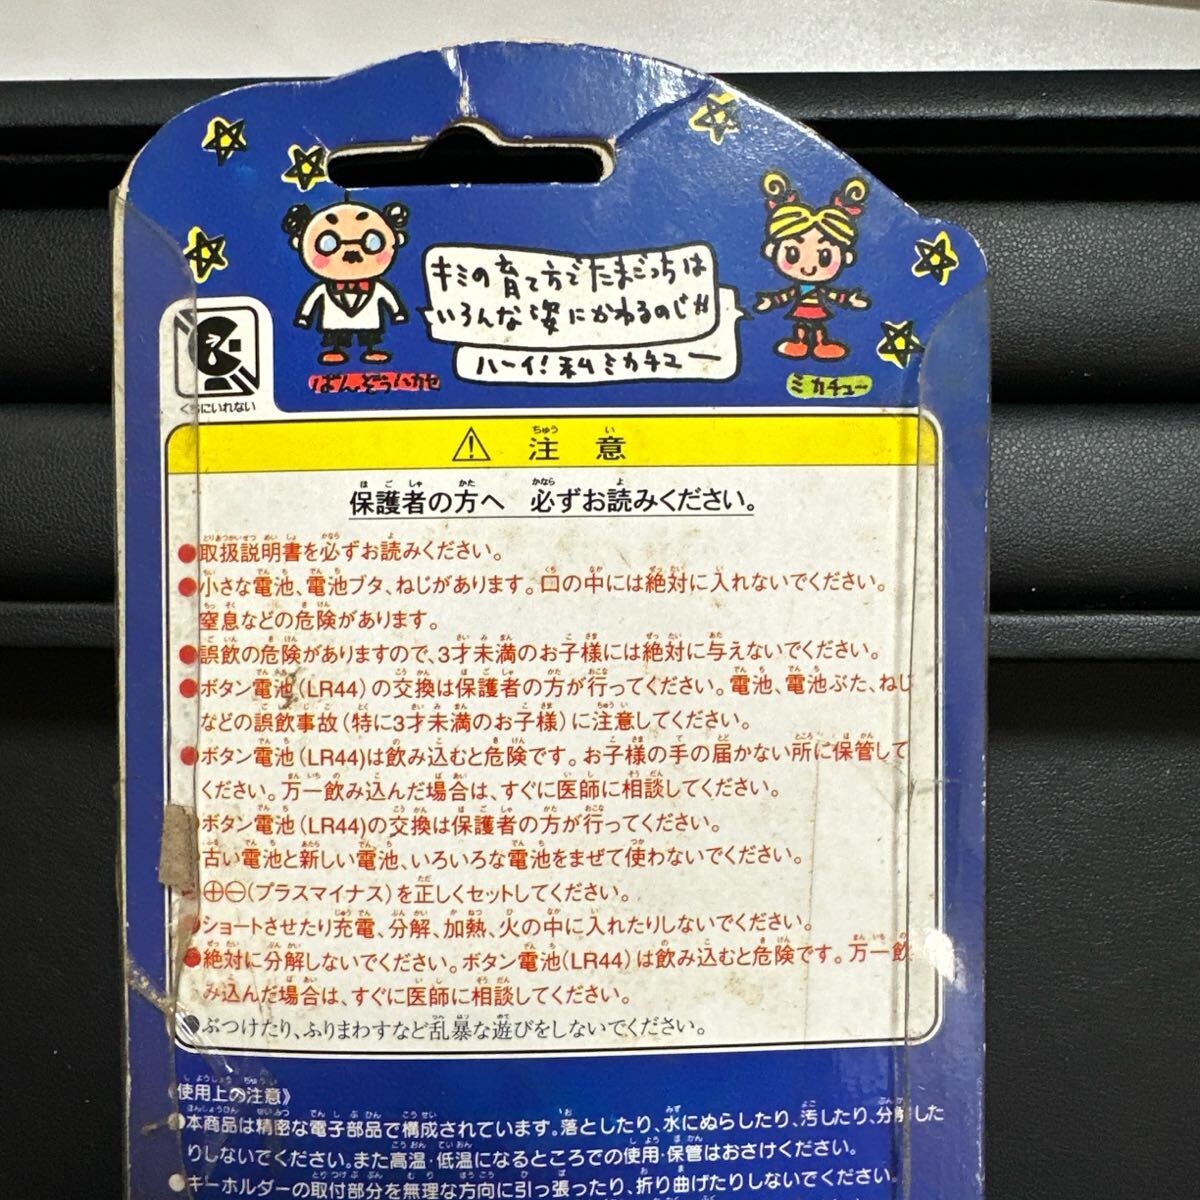 キミの育て方でたまごっちは
いろんな姿にかわるのじゃ
ハーイ!私ミカチュー
ばんぞうハカセ
ミカチュー
くちにいれない
注意
保護者の方へ 必ずお読みください。
●取扱説明書を必ずお読みください。
●小さな電池、電池ブタ、ねじがあります。口の中には絶対に入れないでください。
窒息などの危険があります。
●誤飲の危険がありますので、3才未満のお子様には絶対に与えないでください。
●ボタン電池(LR44)の交換は保護者の方が行ってください。電池、電池ぶた、ねじ
などの誤飲事故(特に3才未満のお子様)に注意してください。
●ボタン電池(LR44)は飲み込むと危険です。お子様の手の届かない所に保管して
ください。万一飲み込んだ場合は、すぐに医師に相談してください。
●ボタン電池(LR44)の交換は保護者の方が行ってください。
●古い電池と新しい電池、いろいろな電池をまぜて使わないでください。
●⊕⊖(プラスマイナス)を正しくセットしてください。
●ショートさせたり充電、分解、加熱、火の中に入れたりしないでください。
●絶対に分解しないでください。ボタン電池(LR44)は飲み込むと危険です。万一飲
み込んだ場合は、すぐに医師に相談してください。
●ぶつけたり、ふりまわすなど乱暴な遊びをしないでください。
《使用上の注意》
●本商品は精密な電子部品で構成されています。落としたり、水にぬらしたり、汚したり、分解した
りしないでください。また高温・低温になるところでの使用・保管はおさけください。
●キーホルダーの取付部分を無理な方向に引っ張ったり、折り曲げたりしないでください。